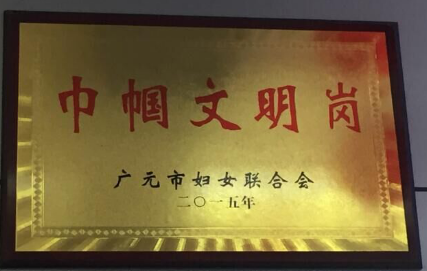 巾帼文明岗
广元市妇女联合会
二〇一五年